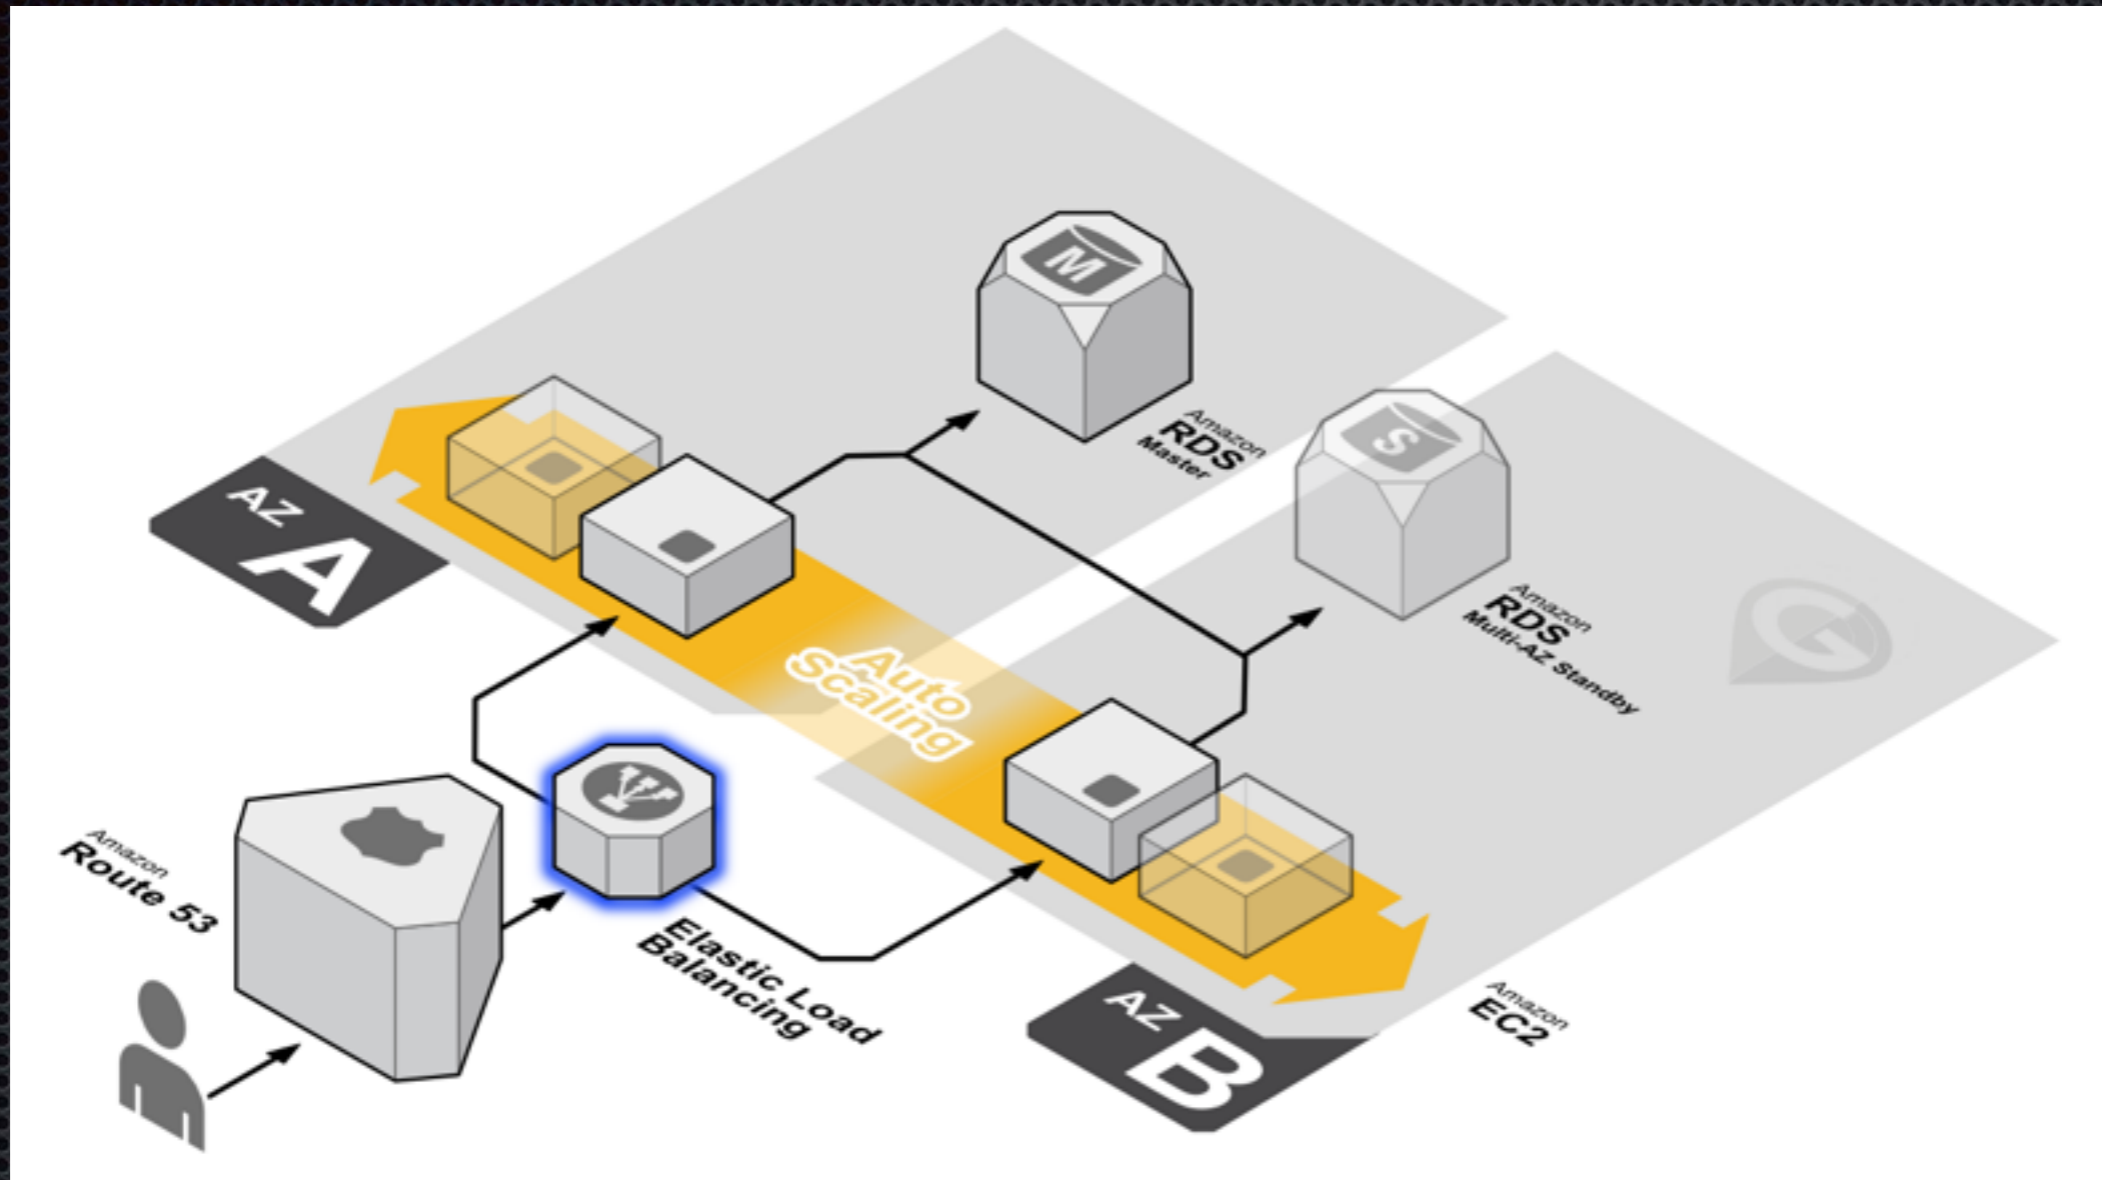 M
Amazon
RDS
Master
S
Amazon
RDS
Multi-AZ Standby
AZ
A
Auto
Scaling
Amazon
Route 53
Elastic Load
Balancing
AZ
B
Amazon
EC2
G